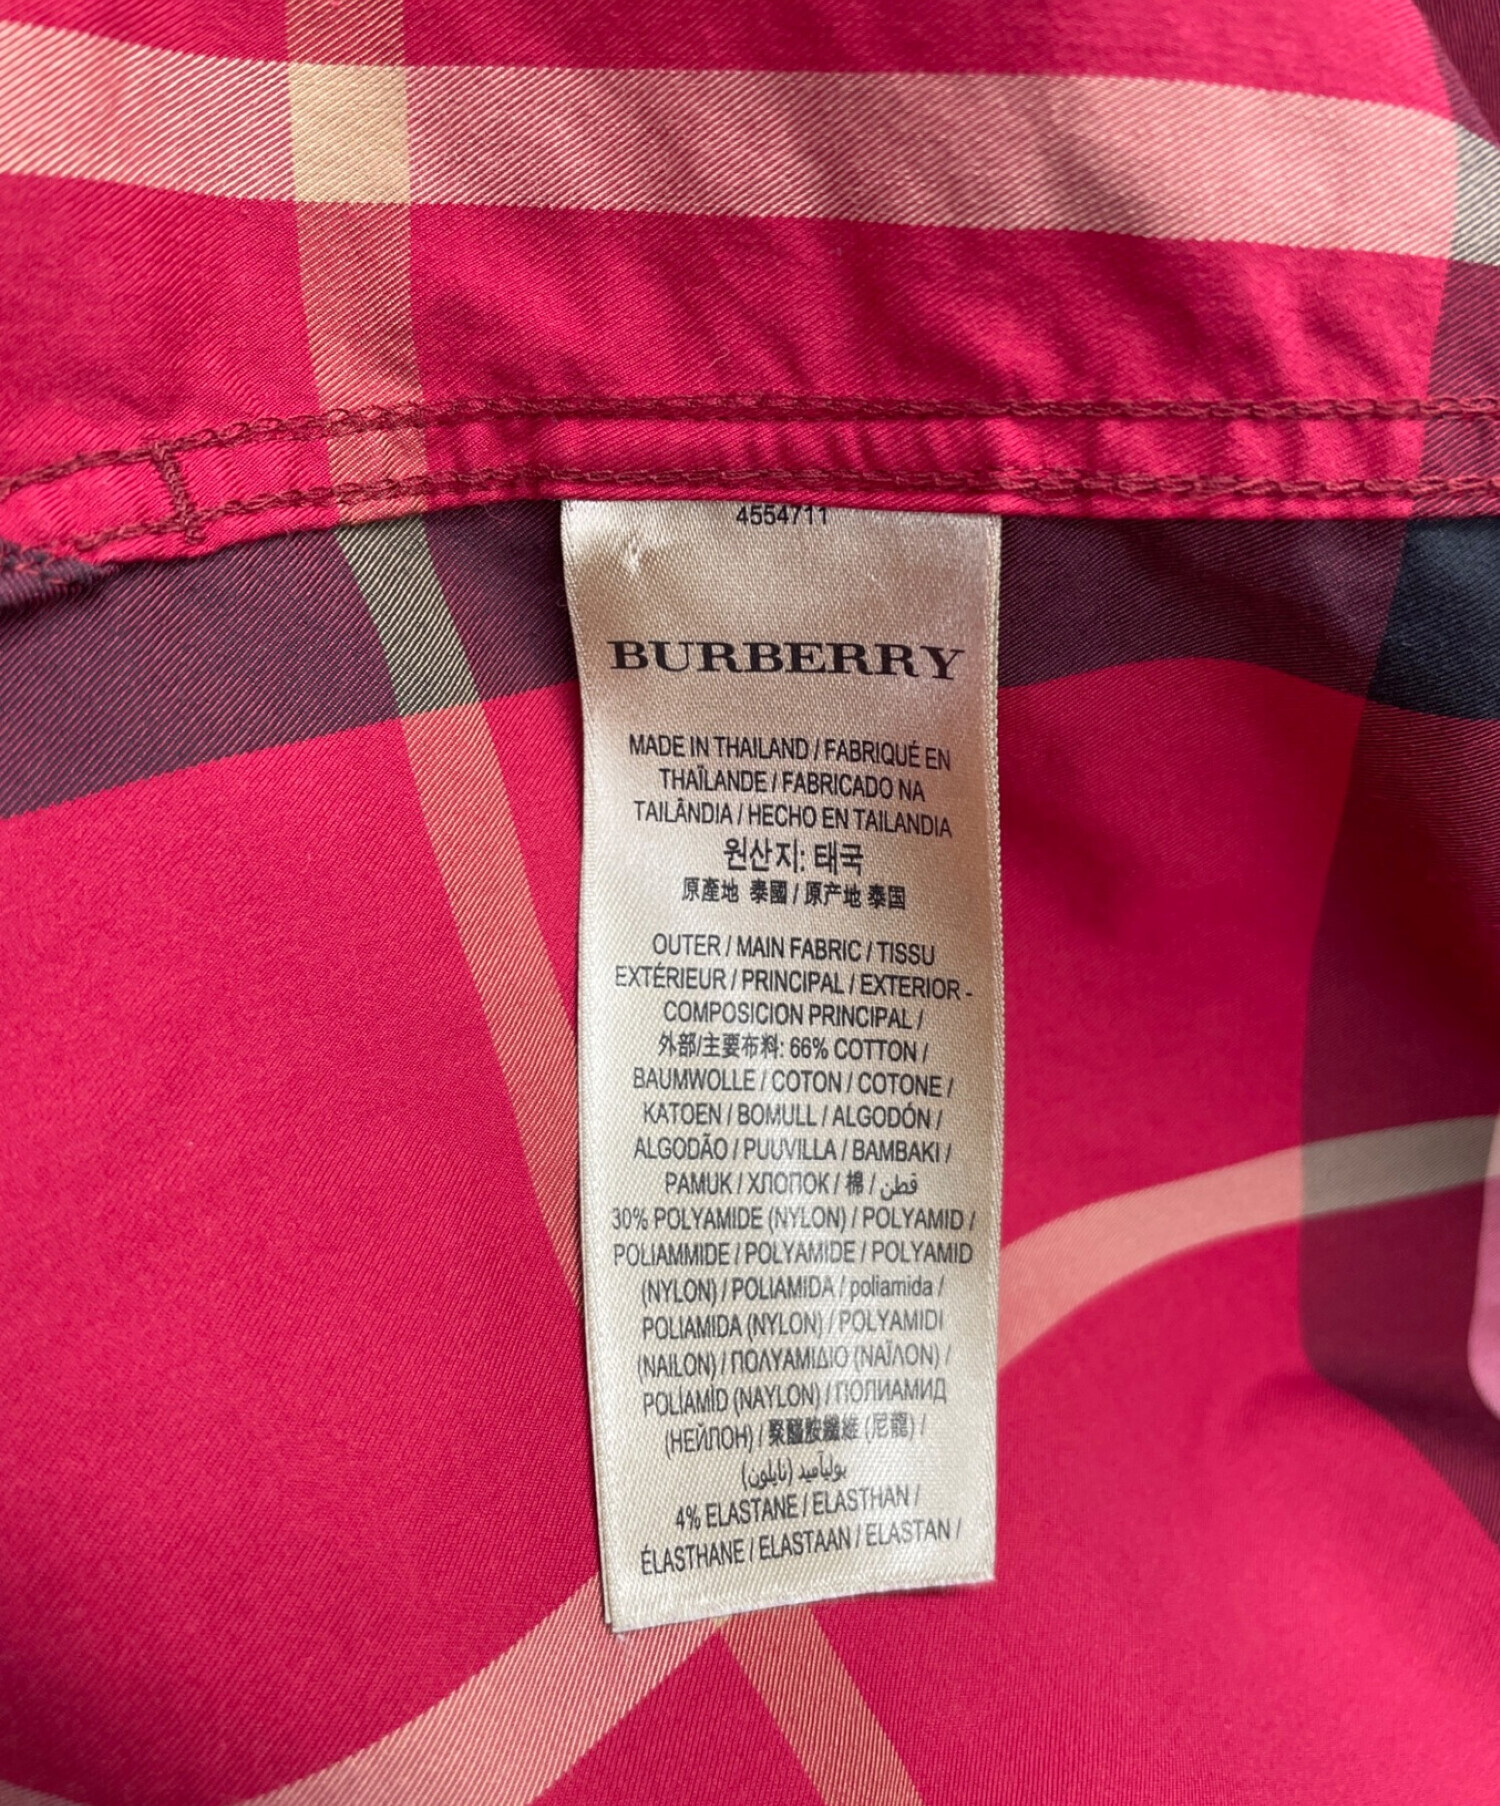 4554711
BURBERRY
MADE IN THAILAND / FABRIQUÉ EN
THAÏLANDE / FABRICADO NA
TAILÂNDIA / HECHO EN TAILANDIA
원산지: 태국
原產地 泰國 / 原产地 泰国
OUTER / MAIN FABRIC / TISSU
EXTÉRIEUR / PRINCIPAL / EXTERIOR -
COMPOSICION PRINCIPAL /
外部/主要布料: 66% COTTON /
BAUMWOLLE / COTON / COTONE /
KATOEN / BOMULL / ALGODÓN /
ALGODÃO / PUUVILLA / BAMBAKI /
PAMUK / ХЛОПОК / 棉 / قطن
30% POLYAMIDE (NYLON) / POLYAMID /
POLIAMMIDE / POLYAMIDE / POLYAMID
(NYLON) / POLIAMIDA / poliamida /
POLIAMIDA (NYLON) / POLYAMIDI
(NAILON) / ΠΟΛΥΑΜΙΔΙΟ (ΝΑΪΛΟΝ) /
POLİAMİD (NAYLON) / ПОЛИАМИД
(НЕЙЛОН) / 聚醯胺纖維 (尼龍) /
بوليأميد (نايلون)
4% ELASTANE / ELASTHAN /
ÉLASTHANE / ELASTAAN / ELASTAN /